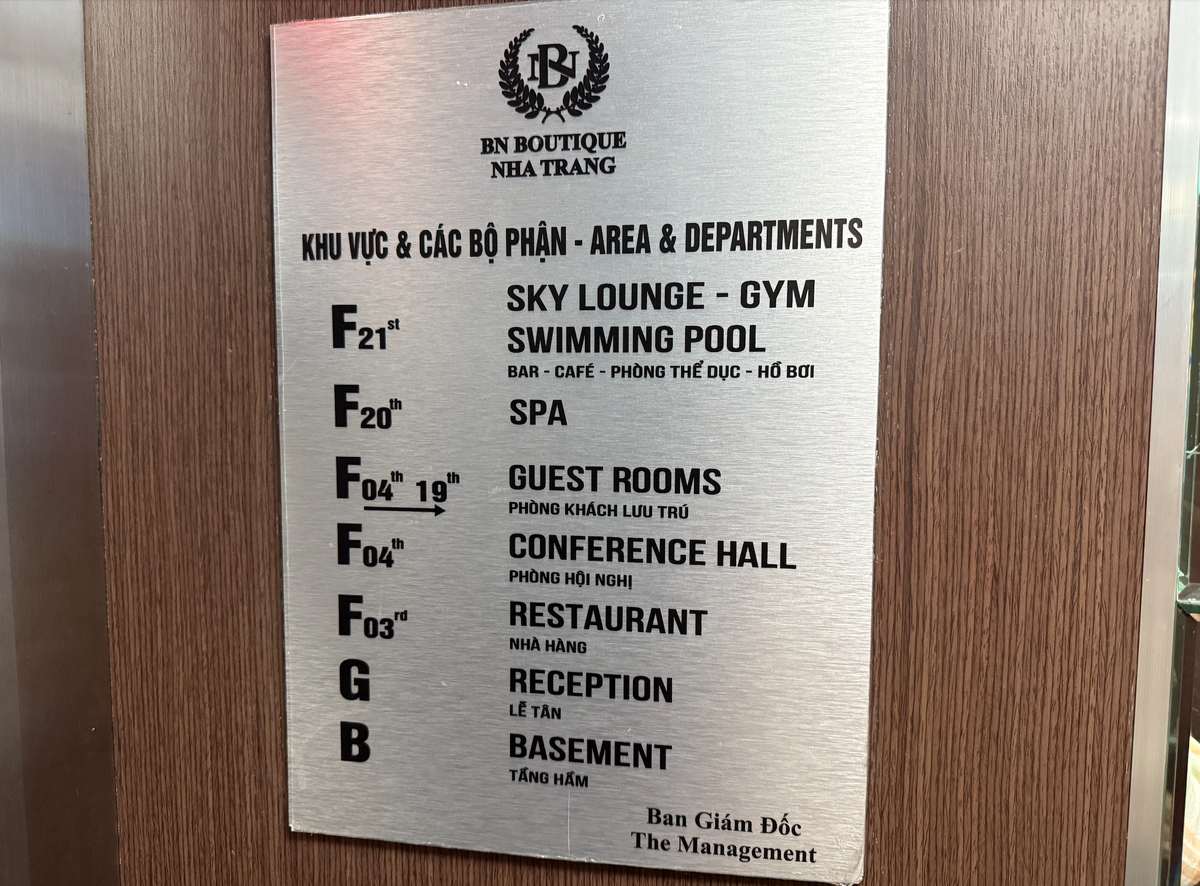 BN
BN BOUTIQUE
NHA TRANG
KHU VỰC & CÁC BỘ PHẬN - AREA & DEPARTMENTS
F21st SKY LOUNGE - GYM
SWIMMING POOL
BAR - CAFÉ - PHÒNG THỂ DỤC - HỒ BƠI
F20th SPA
F04th 19th GUEST ROOMS
PHÒNG KHÁCH LƯU TRÚ
F04th CONFERENCE HALL
PHÒNG HỘI NGHỊ
F03rd RESTAURANT
NHÀ HÀNG
G RECEPTION
LỄ TÂN
B BASEMENT
TẦNG HẦM
Ban Giám Đốc
The Management